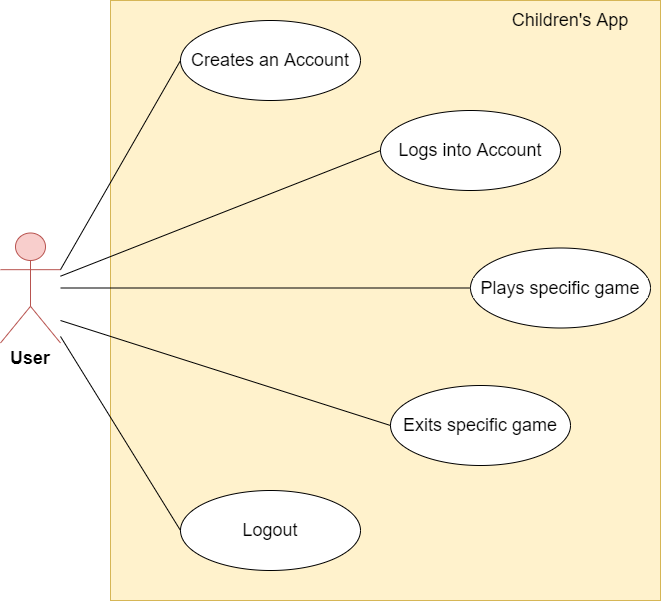 Children's App
Creates an Account
Logs into Account
Plays specific game
User
Exits specific game
Logout